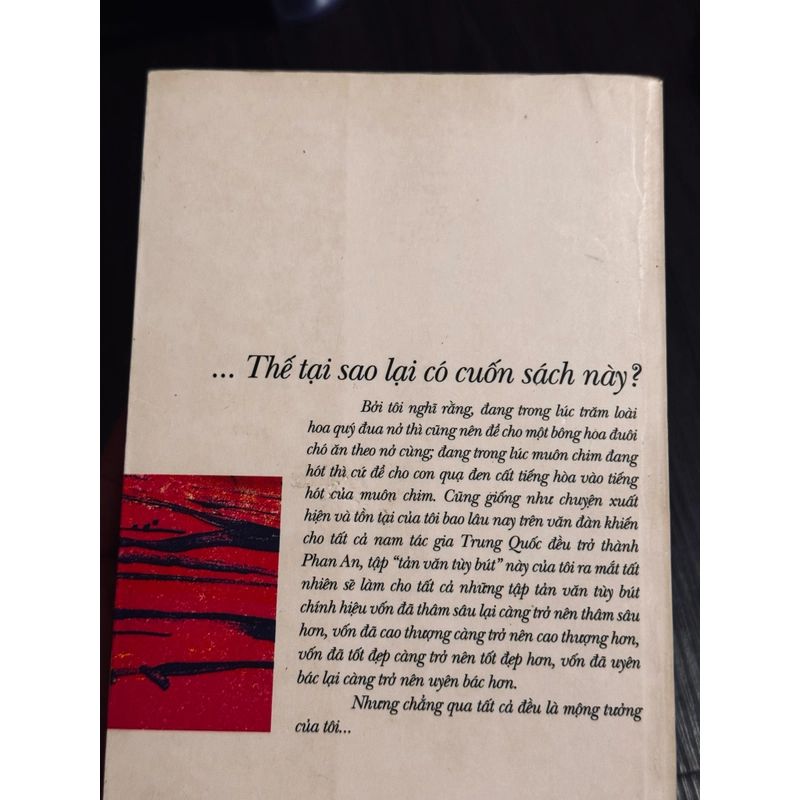 ... Thế tại sao lại có cuốn sách này?
Bởi tôi nghĩ rằng, đang trong lúc trăm loài
hoa quý đua nở thì cũng nên để cho một bông hoa đuôi
chó ăn theo nở cùng; đang trong lúc muôn chim đang
hót thì cứ để cho con quạ đen cất tiếng hòa vào tiếng
hót của muôn chim. Cũng giống như chuyện xuất
hiện và tồn tại của tôi bao lâu nay trên văn đàn khiến
cho tất cả nam tác gia Trung Quốc đều trở thành
Phan An, tập “tản văn tùy bút” này của tôi ra mắt tất
nhiên sẽ làm cho tất cả những tập tản văn tùy bút
chính hiệu vốn đã thâm sâu lại càng trở nên thâm sâu
hơn, vốn đã cao thượng càng trở nên cao thượng hơn,
vốn đã tốt đẹp càng trở nên tốt đẹp hơn, vốn đã uyên
bác lại càng trở nên uyên bác hơn.
Nhưng chẳng qua tất cả đều là mộng tưởng
của tôi...